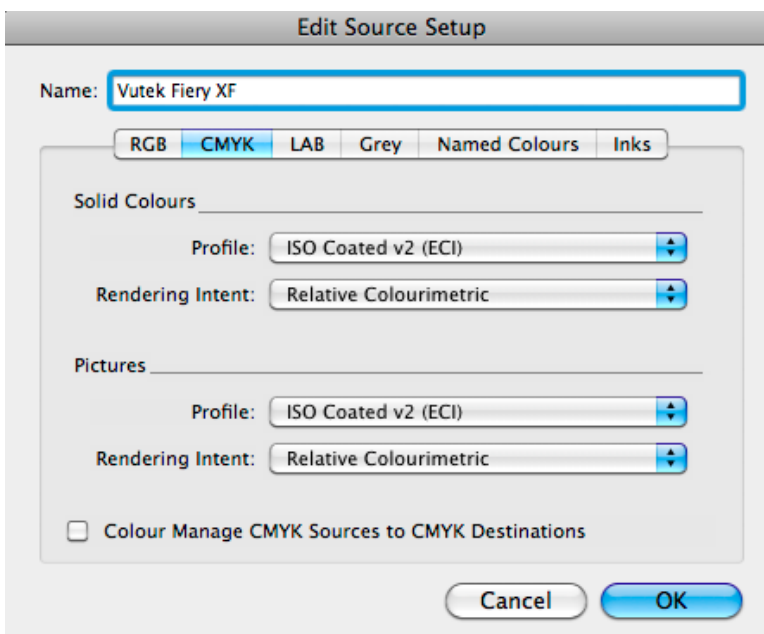 Edit Source Setup
Name: Vutek Fiery XF
RGB CMYK LAB Grey Named Colours Inks
Solid Colours
Profile: ISO Coated v2 (ECI)
Rendering Intent: Relative Colourimetric
Pictures
Profile: ISO Coated v2 (ECI)
Rendering Intent: Relative Colourimetric
Colour Manage CMYK Sources to CMYK Destinations
Cancel OK